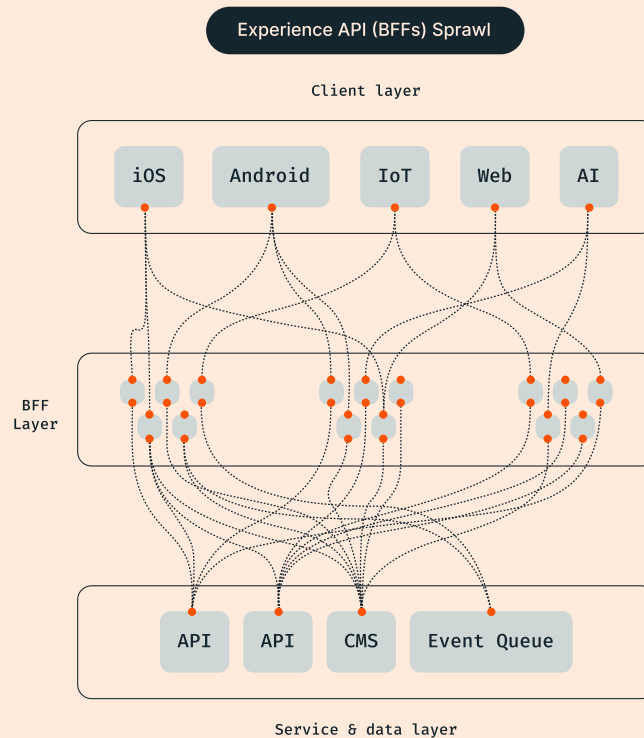 Experience API (BFFs) Sprawl
Client layer
iOS
Android
IoT
Web
AI
BFF
Layer
API
API
CMS
Event Queue
Service & data layer